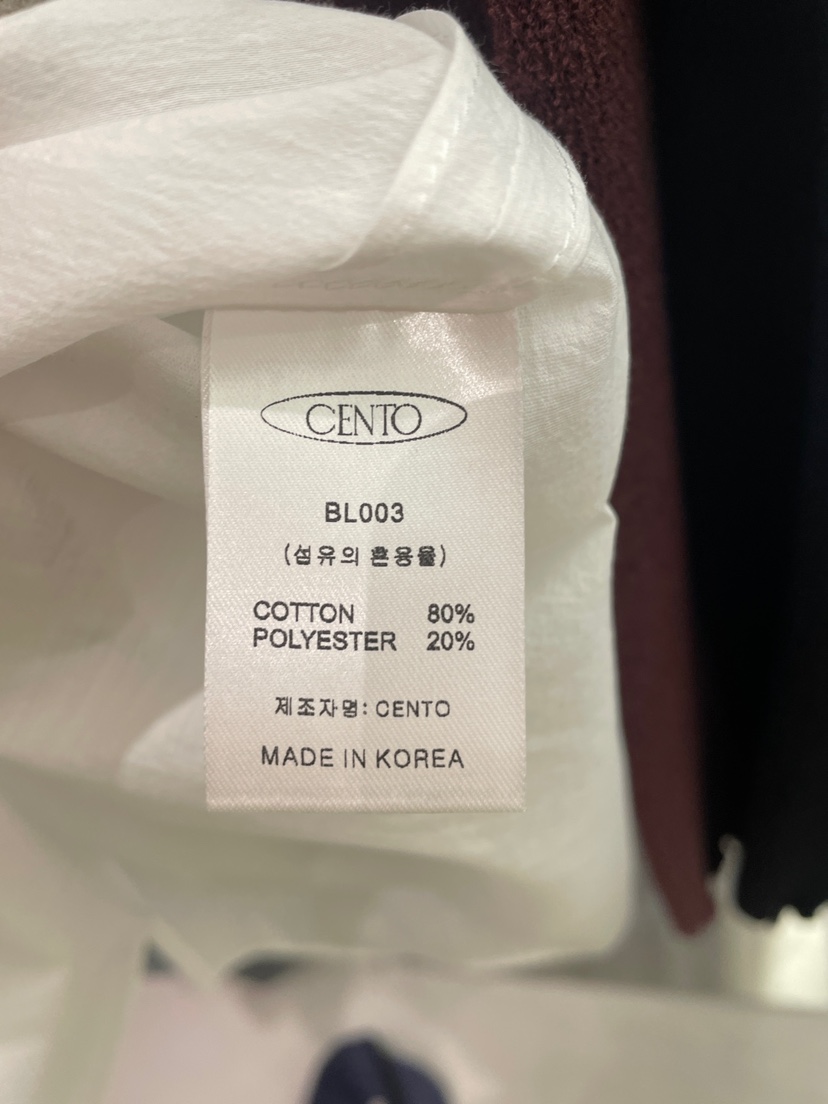 CENTO
BL003
(섬유의 혼용율)
COTTON 80%
POLYESTER 20%
제조자명: CENTO
MADE IN KOREA